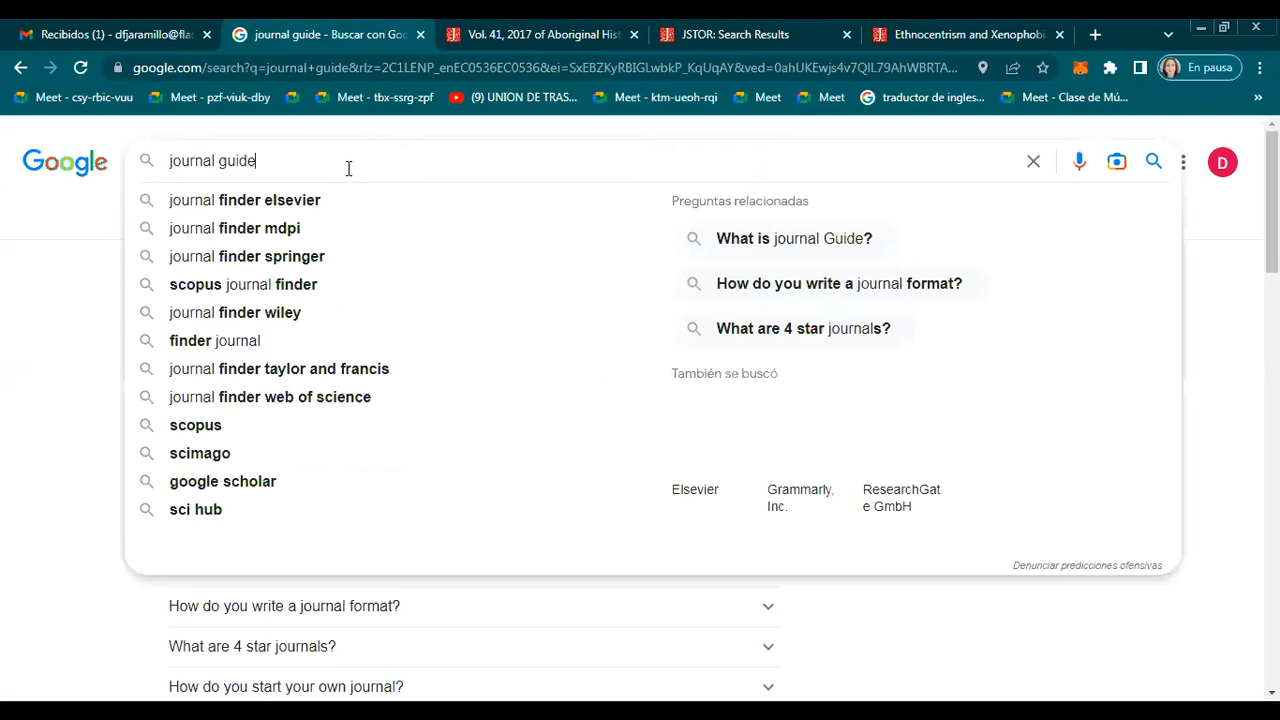 Recibidos (1) - dfjaramillo@flac
journal guide - Buscar con Goo
Vol. 41, 2017 of Aboriginal Hist
JSTOR: Search Results
Ethnocentrism and Xenophobi
google.com/search?q=journal+guide&rlz=2C1LENP_enEC0536EC0536&ei=SxEBZKyRBIGLwbkP_KqUqAY&ved=0ahUKEwjs4v7QlL79AhWBRTA...
En pausa
Meet - csy-rbic-vuu
Meet - pzf-viuk-dby
Meet - tbx-ssrg-pzf
(9) UNION DE TRAS...
Meet - ktm-ueoh-rqi
Meet
Meet
traductor de ingles...
Meet - Clase de Mú...
»
Google
journal guide
D
journal finder elsevier
journal finder mdpi
journal finder springer
scopus journal finder
journal finder wiley
finder journal
journal finder taylor and francis
journal finder web of science
scopus
scimago
google scholar
sci hub
Preguntas relacionadas
What is journal Guide?
How do you write a journal format?
What are 4 star journals?
También se buscó
Elsevier
Grammarly,
Inc.
ResearchGat
e GmbH
Denunciar predicciones ofensivas
How do you write a journal format?
What are 4 star journals?
How do you start your own journal?